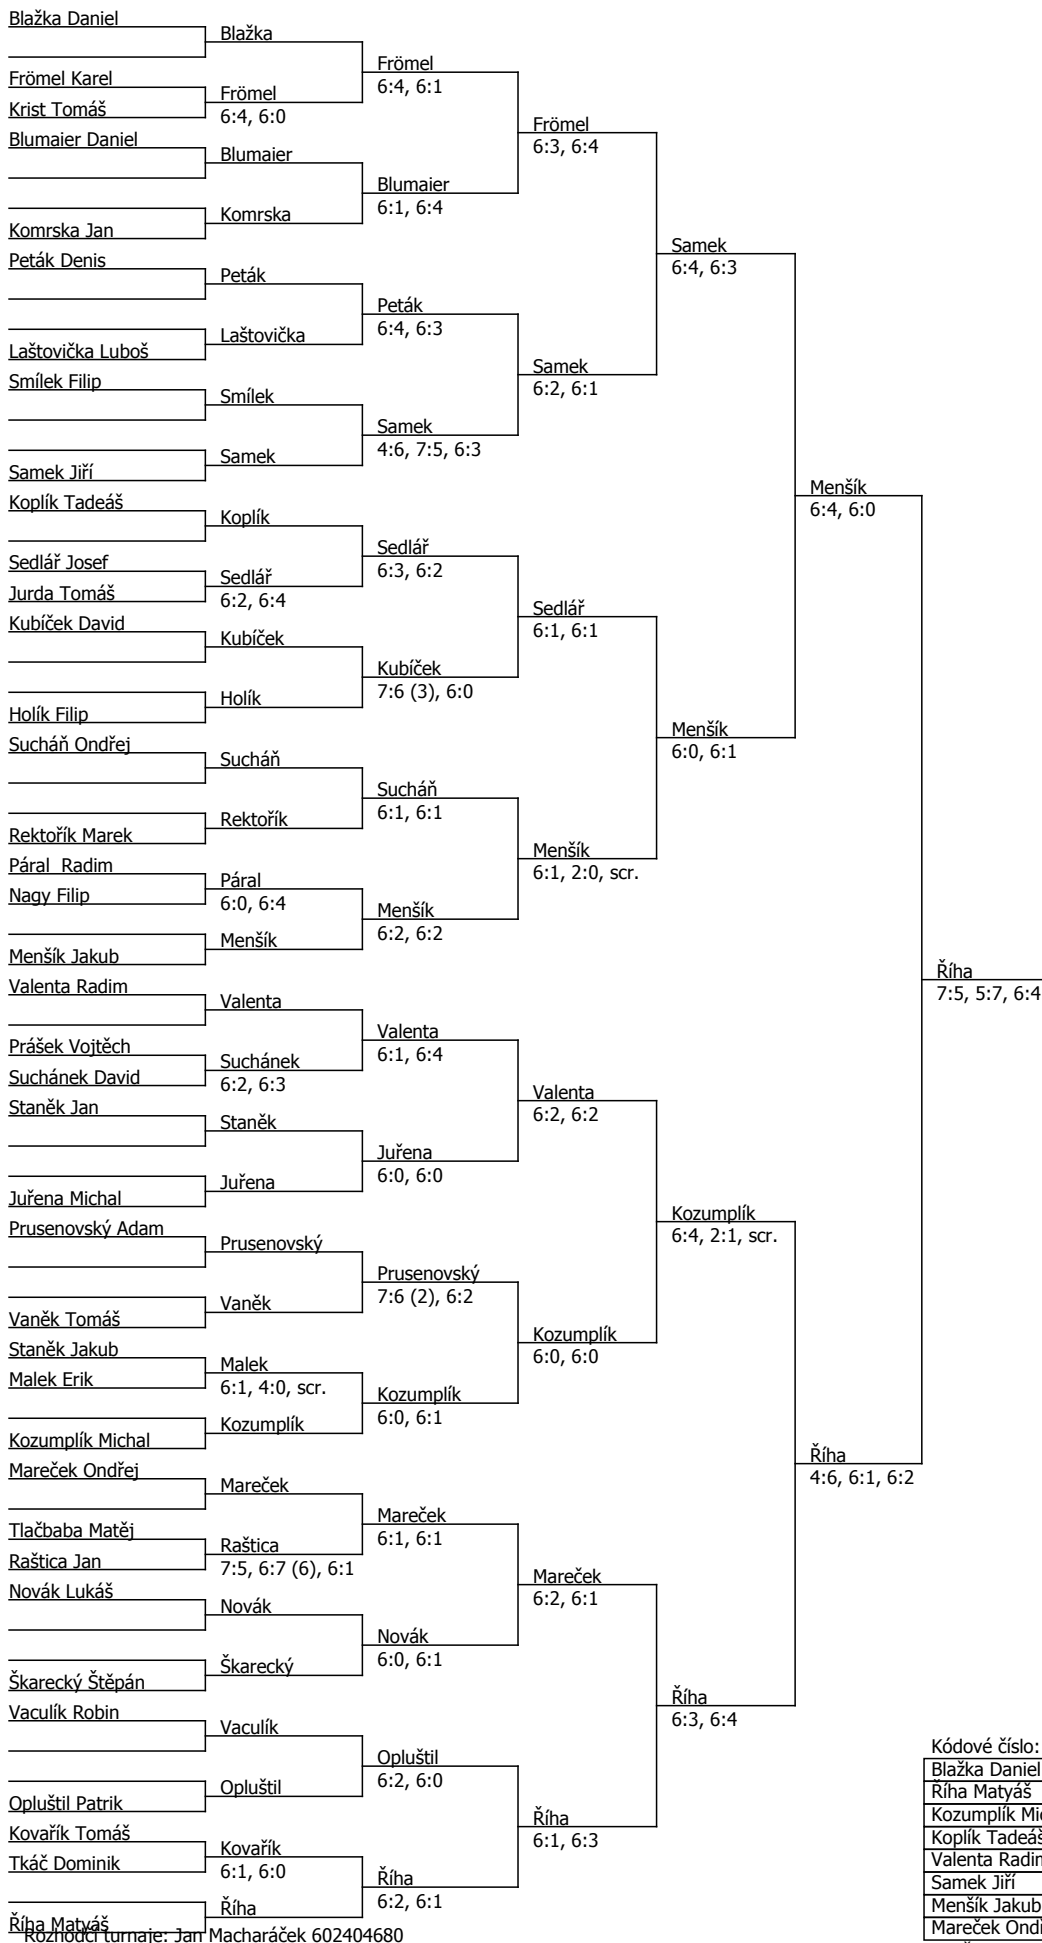 Blažka Daniel
Blažka
Frömel
6:4, 6:1
Frömel Karel
Frömel
Krist Tomáš
6:4, 6:0
Frömel
6:3, 6:4
Blumaier Daniel
Blumaier
Blumaier
6:1, 6:4
Komrska
Komrska Jan
Samek
6:4, 6:3
Peták Denis
Peták
Peták
6:4, 6:3
Laštovička
Laštovička Luboš
Samek
6:2, 6:1
Smílek Filip
Smílek
Samek
4:6, 7:5, 6:3
Samek
Samek Jiří
Menšík
6:4, 6:0
Koplík Tadeáš
Koplík
Sedlář
6:3, 6:2
Sedlář Josef
Sedlář
Jurda Tomáš
6:2, 6:4
Sedlář
6:1, 6:1
Kubíček David
Kubíček
Kubíček
7:6 (3), 6:0
Holík
Holík Filip
Menšík
6:0, 6:1
Sucháň Ondřej
Sucháň
Sucháň
6:1, 6:1
Rektořík
Rektořík Marek
Menšík
6:1, 2:0, scr.
Páral  Radim
Páral
Nagy Filip
6:0, 6:4
Menšík
6:2, 6:2
Menšík
Menšík Jakub
Říha
7:5, 5:7, 6:4
Valenta Radim
Valenta
Valenta
6:1, 6:4
Prášek Vojtěch
Suchánek
Suchánek David
6:2, 6:3
Valenta
6:2, 6:2
Staněk Jan
Staněk
Juřena
6:0, 6:0
Juřena
Juřena Michal
Kozumplík
6:4, 2:1, scr.
Prusenovský Adam
Prusenovský
Prusenovský
7:6 (2), 6:2
Vaněk
Vaněk Tomáš
Kozumplík
6:0, 6:0
Staněk Jakub
Malek
Malek Erik
6:1, 4:0, scr.
Kozumplík
6:0, 6:1
Kozumplík
Kozumplík Michal
Říha
4:6, 6:1, 6:2
Mareček Ondřej
Mareček
Mareček
6:1, 6:1
Tlačbaba Matěj
Raštica
Raštica Jan
7:5, 6:7 (6), 6:1
Mareček
6:2, 6:1
Novák Lukáš
Novák
Novák
6:0, 6:1
Škarecký
Škarecký Štěpán
Říha
6:3, 6:4
Vaculík Robin
Vaculík
Opluštil
6:2, 6:0
Opluštil
Opluštil Patrik
Říha
6:1, 6:3
Kovařík Tomáš
Kovařík
Tkáč Dominik
6:1, 6:0
Říha
6:2, 6:1
Říha
Říha Matyáš
Rozhodčí turnaje: Jan Macharáček 602404680
Kódové číslo:
Blažka Daniel
Říha Matyáš
Kozumplík
Koplík
Valenta
Samek Jiří
Menšík Jakub
Mareček